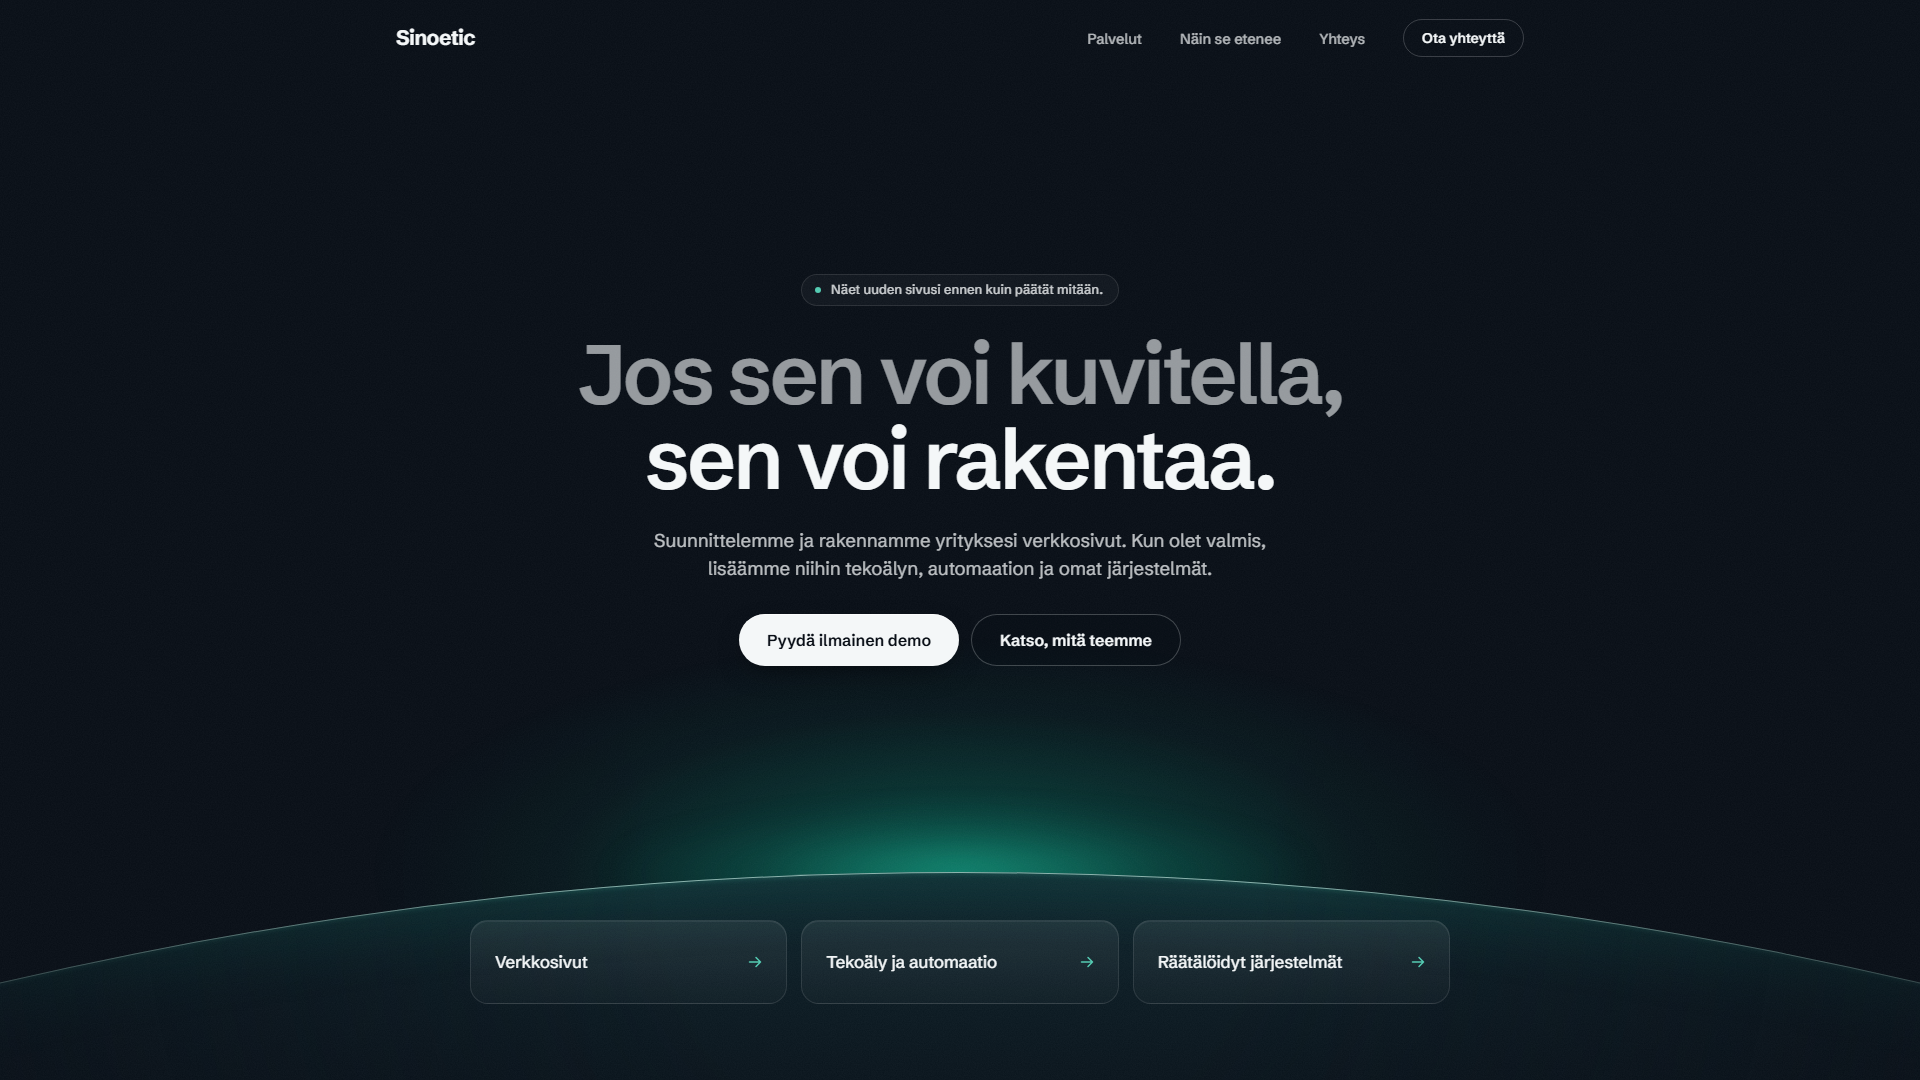 Sinoetic
Palvelut
Näin se etenee
Yhteys
Ota yhteyttä
Näet uuden sivusi ennen kuin päätät mitään.
Jos sen voi kuvitella,
sen voi rakentaa.
Suunnittelemme ja rakennamme yrityksesi verkkosivut. Kun olet valmis,
lisäämme niihin tekoälyn, automaation ja omat järjestelmät.
Pyydä ilmainen demo
Katso, mitä teemme
Verkkosivut
Tekoäly ja automaatio
Räätälöidyt järjestelmät